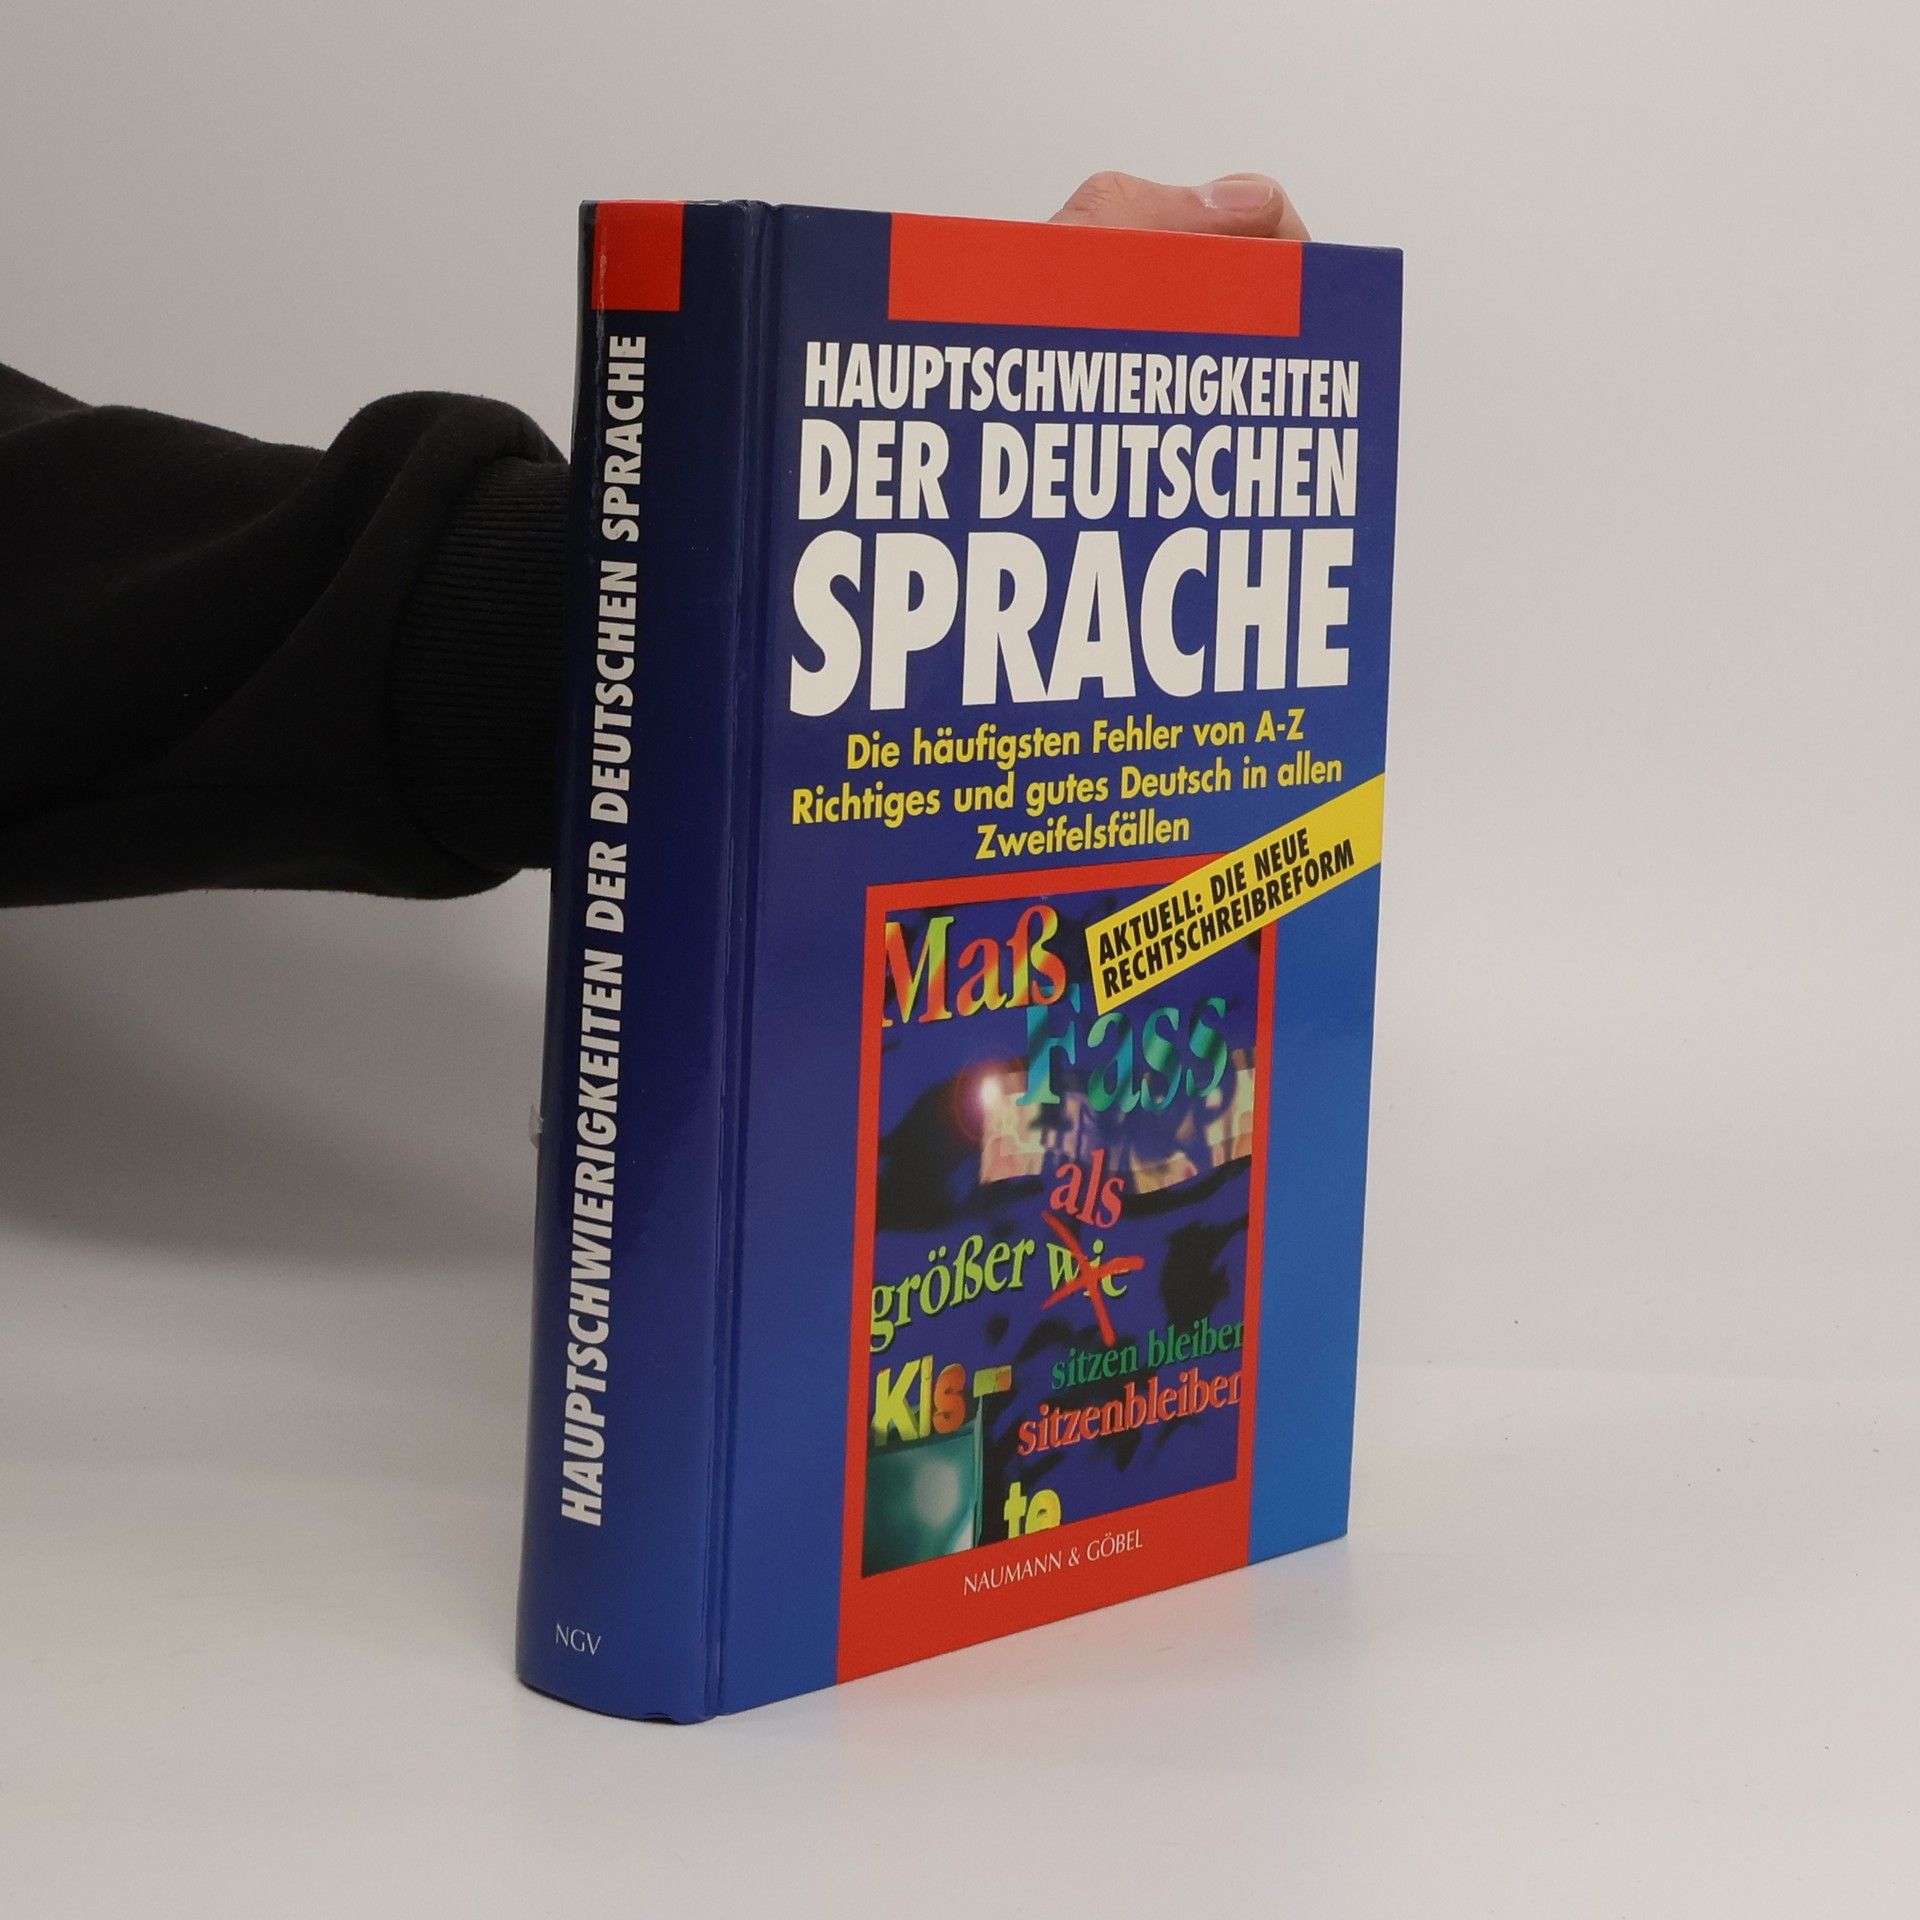 HAUPTSCHWIERIGKEITEN DER DEUTSCHEN SPRACHE
NGV
HAUPTSCHWIERIGKEITEN
DER DEUTSCHEN
SPRACHE
Die häufigsten Fehler von A-Z
Richtiges und gutes Deutsch in allen
Zweifelsfällen
AKTUELL: DIE NEUE
RECHTSCHREIBREFORM
Maß
Fass
als
größer wie
sitzen bleiben
sitzenbleiben
Kis-
te
NAUMANN & GÖBEL